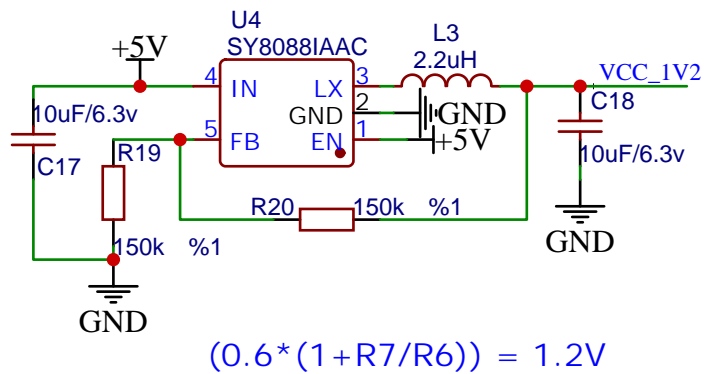 U4
SY8088IAAC
+5V
L3
2.2uH
4
IN
LX
3
VCC_1V2
10uF/6.3v
GND
2
GND
C18
5
FB
EN
1
+5V
R19
C17
10uF/6.3v
R20
150k
%1
GND
150k
%1
GND
(0.6*(1+R7/R6)) = 1.2V